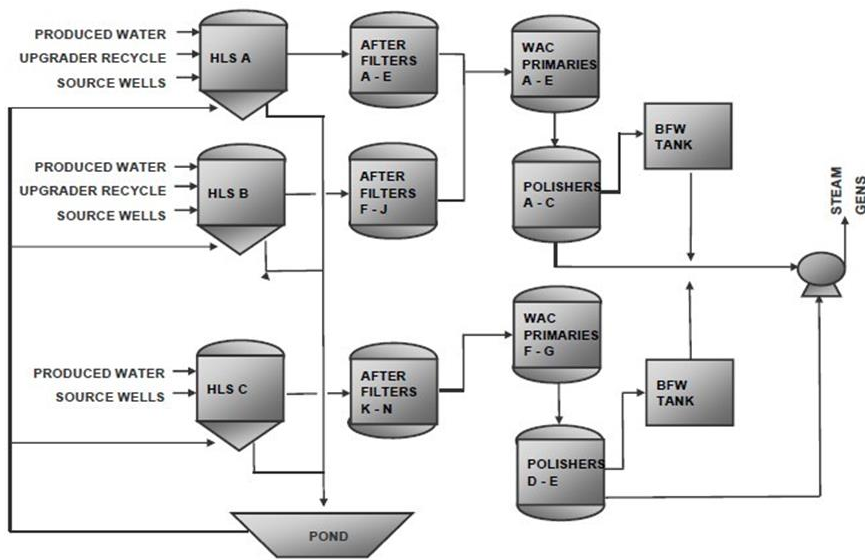 PRODUCED WATER
UPGRADER RECYCLE
SOURCE WELLS
HLS A
AFTER
FILTERS
A - E
WAC
PRIMARIES
A - E
BFW
TANK
PRODUCED WATER
UPGRADER RECYCLE
SOURCE WELLS
HLS B
AFTER
FILTERS
F - J
POLISHERS
A - C
STEAM
GENS
WAC
PRIMARIES
F - G
PRODUCED WATER
SOURCE WELLS
HLS C
AFTER
FILTERS
K - N
BFW
TANK
POLISHERS
D - E
POND